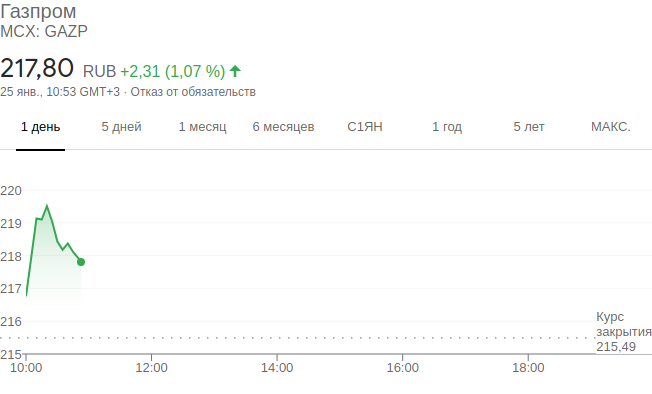 Газпром
MCX: GAZP
217,80 RUB +2,31 (1,07 %)
25 янв., 10:53 GMT+3 · Отказ от обязательств
1 день 5 дней 1 месяц 6 месяцев С1ЯН 1 год 5 лет МАКС.
220
219
218
217
216
215
Курс
закрытия
215,49
10:00 12:00 14:00 16:00 18:00